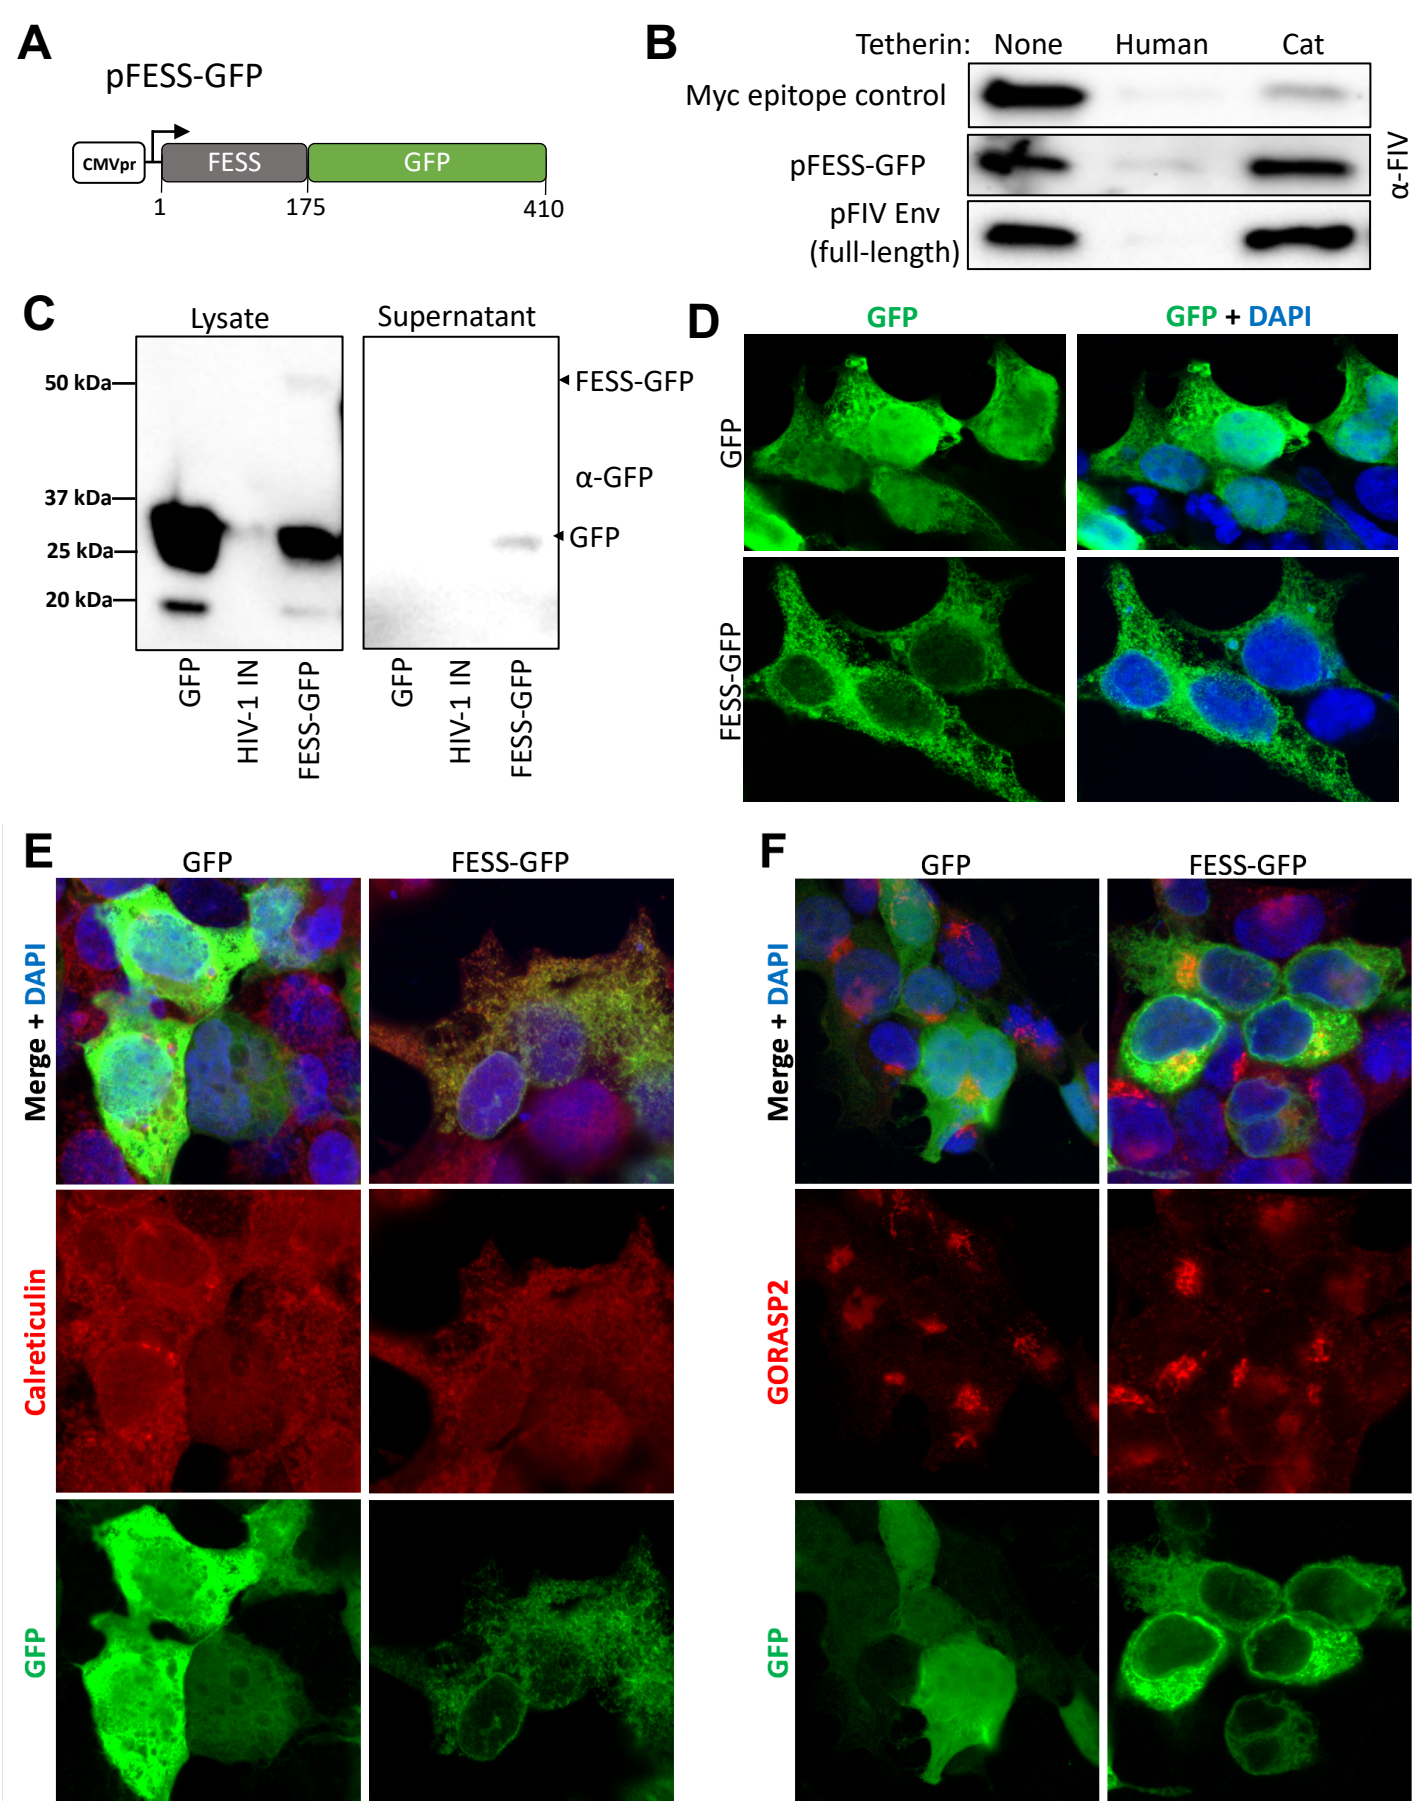 A
pFESS-GFP
CMVpr
FESS
GFP
1
175
410
B
Tetherin:
None
Human
Cat
Myc epitope control
pFESS-GFP
pFIV Env
(full-length)
α-FIV
C
Lysate
Supernatant
50 kDa
37 kDa
25 kDa
20 kDa
FESS-GFP
α-GFP
GFP
GFP
HIV-1 IN
FESS-GFP
GFP
HIV-1 IN
FESS-GFP
D
GFP
GFP + DAPI
GFP
FESS-GFP
E
GFP
FESS-GFP
Merge + DAPI
Calreticulin
GFP
F
GFP
FESS-GFP
Merge + DAPI
GORASP2
GFP